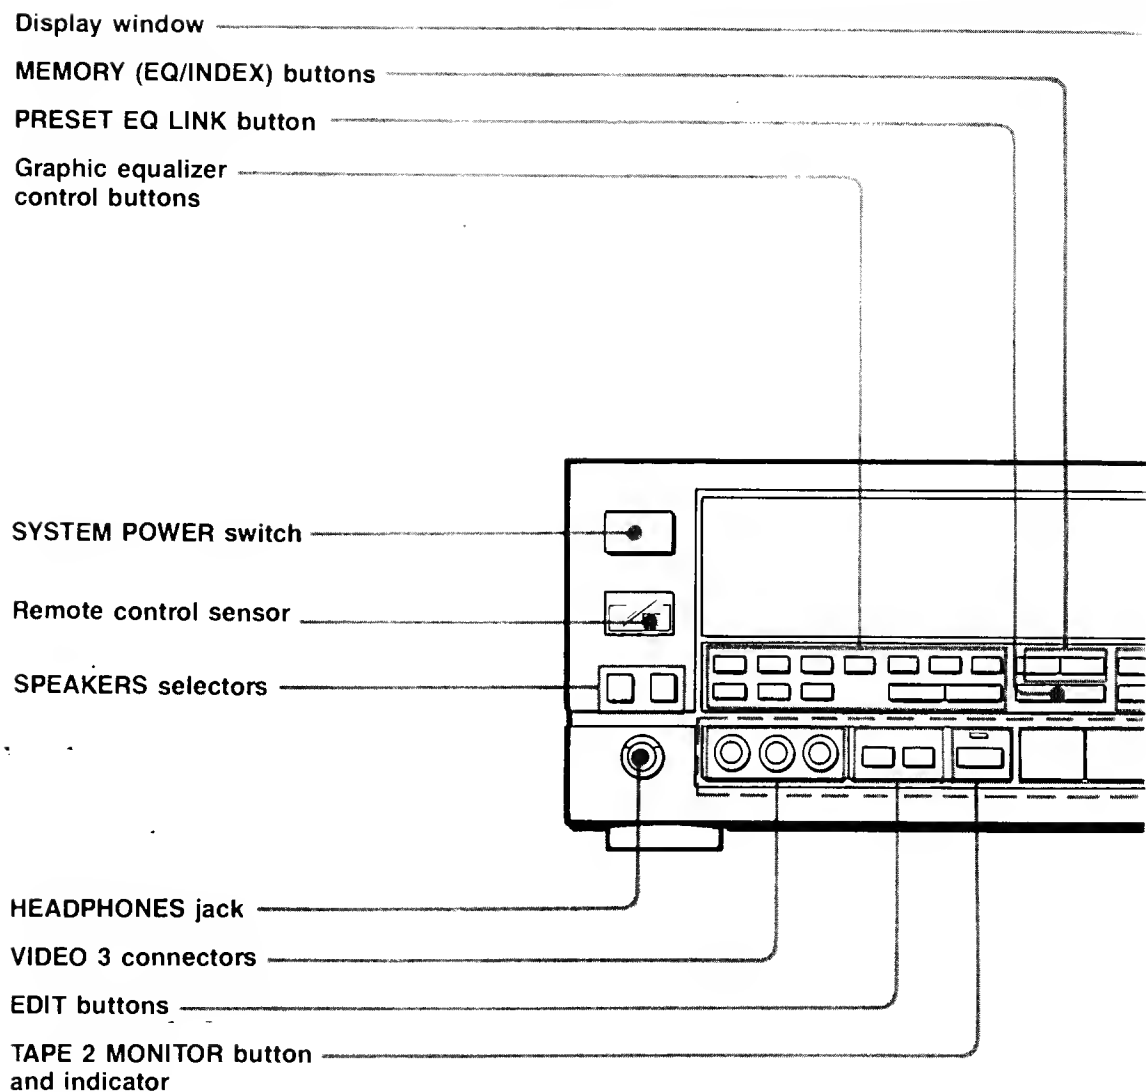 Display window
MEMORY (EQ/INDEX) buttons
PRESET EQ LINK button
Graphic equalizer
control buttons
SYSTEM POWER switch
Remote control sensor
SPEAKERS selectors
HEADPHONES jack
VIDEO 3 connectors
EDIT buttons
TAPE 2 MONITOR button
and indicator